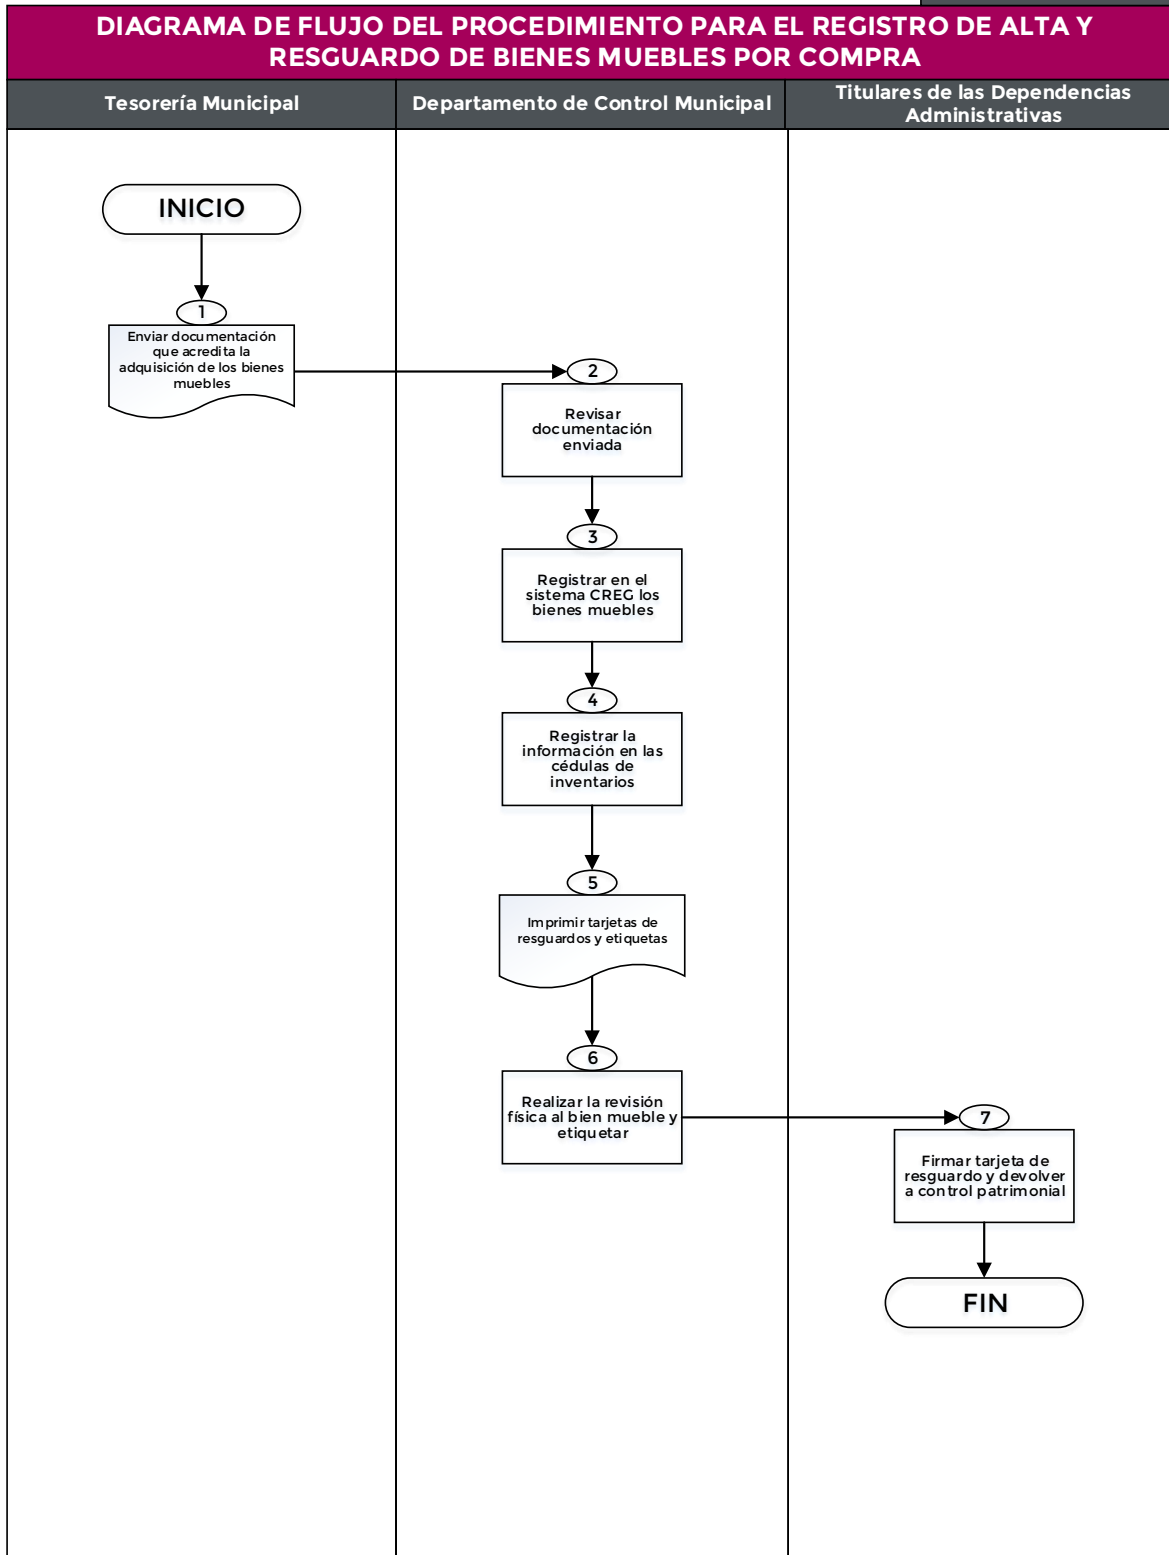 DIAGRAMA DE FLUJO DEL PROCEDIMIENTO PARA EL REGISTRO DE ALTA Y
RESGUARDO DE BIENES MUEBLES POR COMPRA
Tesorería Municipal
Departamento de Control Municipal
Titulares de las Dependencias
Administrativas
INICIO
1
Enviar documentación
que acredita la
adquisición de los bienes
muebles
2
Revisar
documentación
enviada
3
Registrar en el
sistema CREG los
bienes muebles
4
Registrar la
información en las
cédulas de
inventarios
5
Imprimir tarjetas de
resguardos y etiquetas
6
Realizar la revisión
física al bien mueble y
etiquetar
7
Firmar tarjeta de
resguardo y devolver
a control patrimonial
FIN